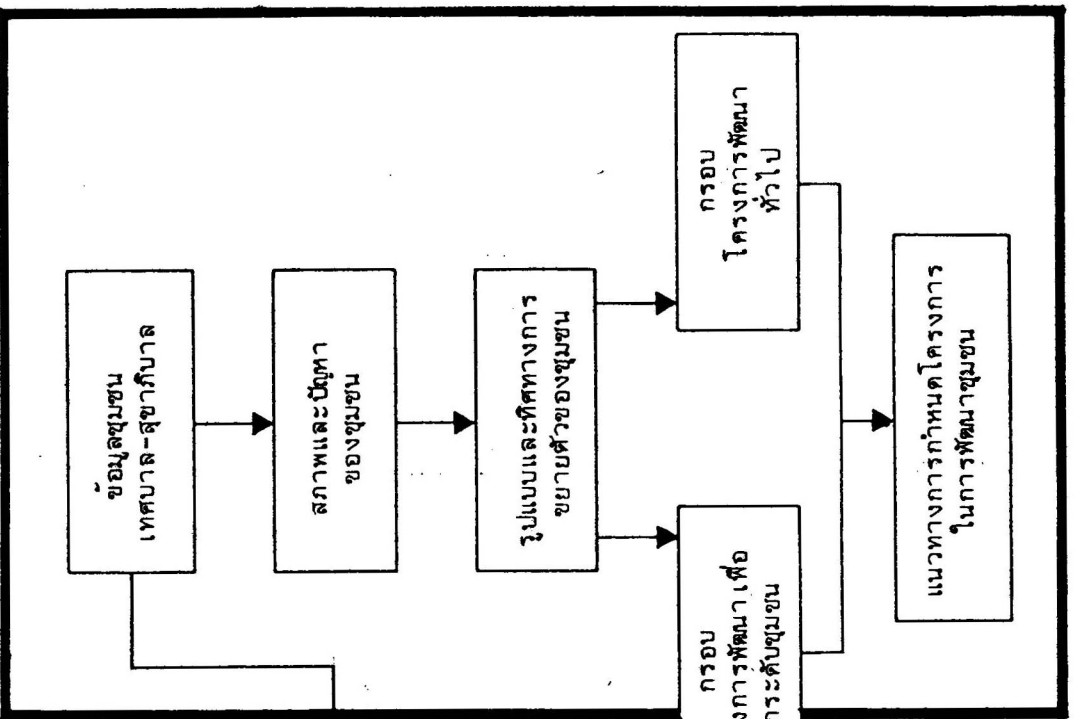 ข้อมูลชุมชน
เทศบาล-สุขาภิบาล
สภาพและปัญหา
ของชุมชน
รูปแบบและทิศทางการ
ขยายตัวของชุมชน
กรอบ
โครงการพัฒนา
ทั่วไป
กรอบ
งการพัฒนาเพื่อ
าระดับชุมชน
แนวทางการกำหนดโครงการ
ในการพัฒนาชุมชน